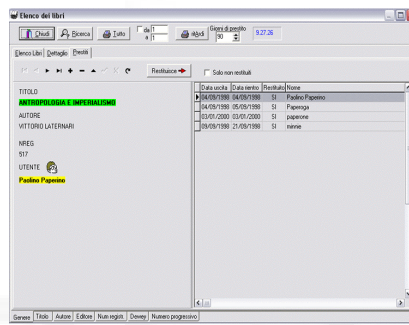 Elenco dei libri
Chiudi Ricerca Tutto da 1 a 1 ritArdi Giorni di prestito 90 9.27.26
Elenco Libri Dettaglio Prestiti
Restituisce Solo non restituiti
TITOLO
ANTROPOLOGIA E IMPERIALISMO
AUTORE
VITTORIO LATERNARI
NREG
517
UTENTE
Paolino Paperino
Data uscita Data rientro Restituito Nome
04/09/1998 04/09/1998 SI Paolino Paperino
04/09/1998 05/09/1998 SI Paperoga
03/01/2000 03/01/2000 SI paperone
09/09/1998 21/09/1998 SI minnie
Genere Titolo Autore Editore Num registr. Dewey Numero progressivo